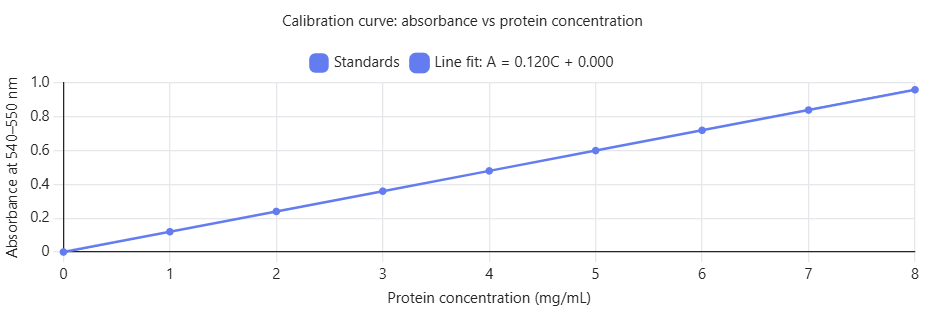 Calibration curve: absorbance vs protein concentration
Standards Line fit: A = 0.120C + 0.000
Absorbance at 540–550 nm
1.0
0.8
0.6
0.4
0.2
0
0 1 2 3 4 5 6 7 8
Protein concentration (mg/mL)